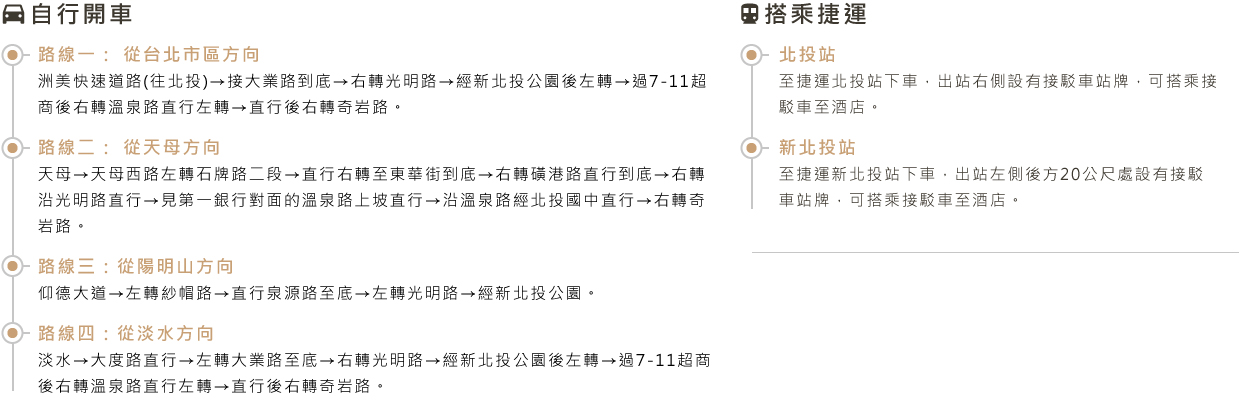 自行開車
路線一： 從台北市區方向
洲美快速道路(往北投)→接大業路到底→右轉光明路→經新北投公園後左轉→過7-11超
商後右轉溫泉路直行左轉→直行後右轉奇岩路。
路線二： 從天母方向
天母→天母西路左轉石牌路二段→直行右轉至東華街到底→右轉磺港路直行到底→右轉
沿光明路直行→見第一銀行對面的溫泉路上坡直行→沿溫泉路經北投國中直行→右轉奇
岩路。
路線三：從陽明山方向
仰德大道→左轉紗帽路→直行泉源路至底→左轉光明路→經新北投公園。
路線四：從淡水方向
淡水→大度路直行→左轉大業路至底→右轉光明路→經新北投公園後左轉→過7-11超商
後右轉溫泉路直行左轉→直行後右轉奇岩路。
搭乘捷運
北投站
至捷運北投站下車，出站右側設有接駁車站牌，可搭乘接
駁車至酒店。
新北投站
至捷運新北投站下車，出站左側後方20公尺處設有接駁
車站牌，可搭乘接駁車至酒店。